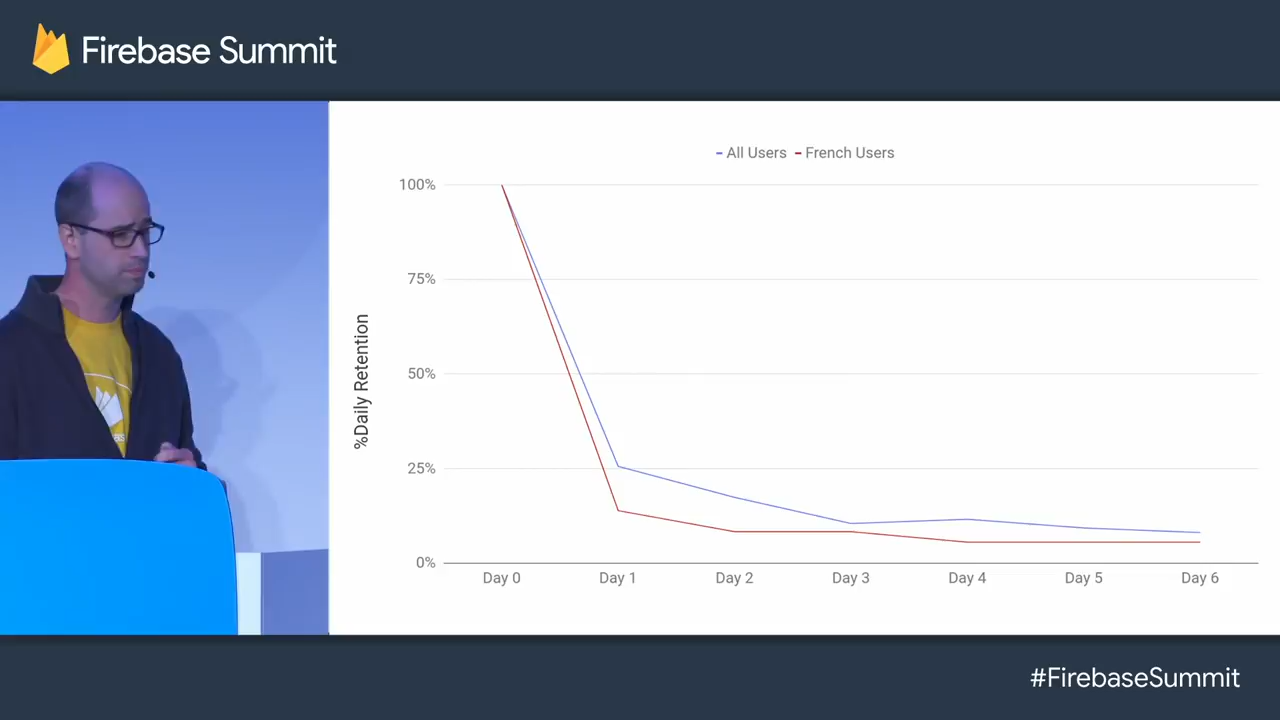 Firebase Summit
All Users French Users
100%
75%
50%
25%
0%
%Daily Retention
Day 0 Day 1 Day 2 Day 3 Day 4 Day 5 Day 6
#FirebaseSummit